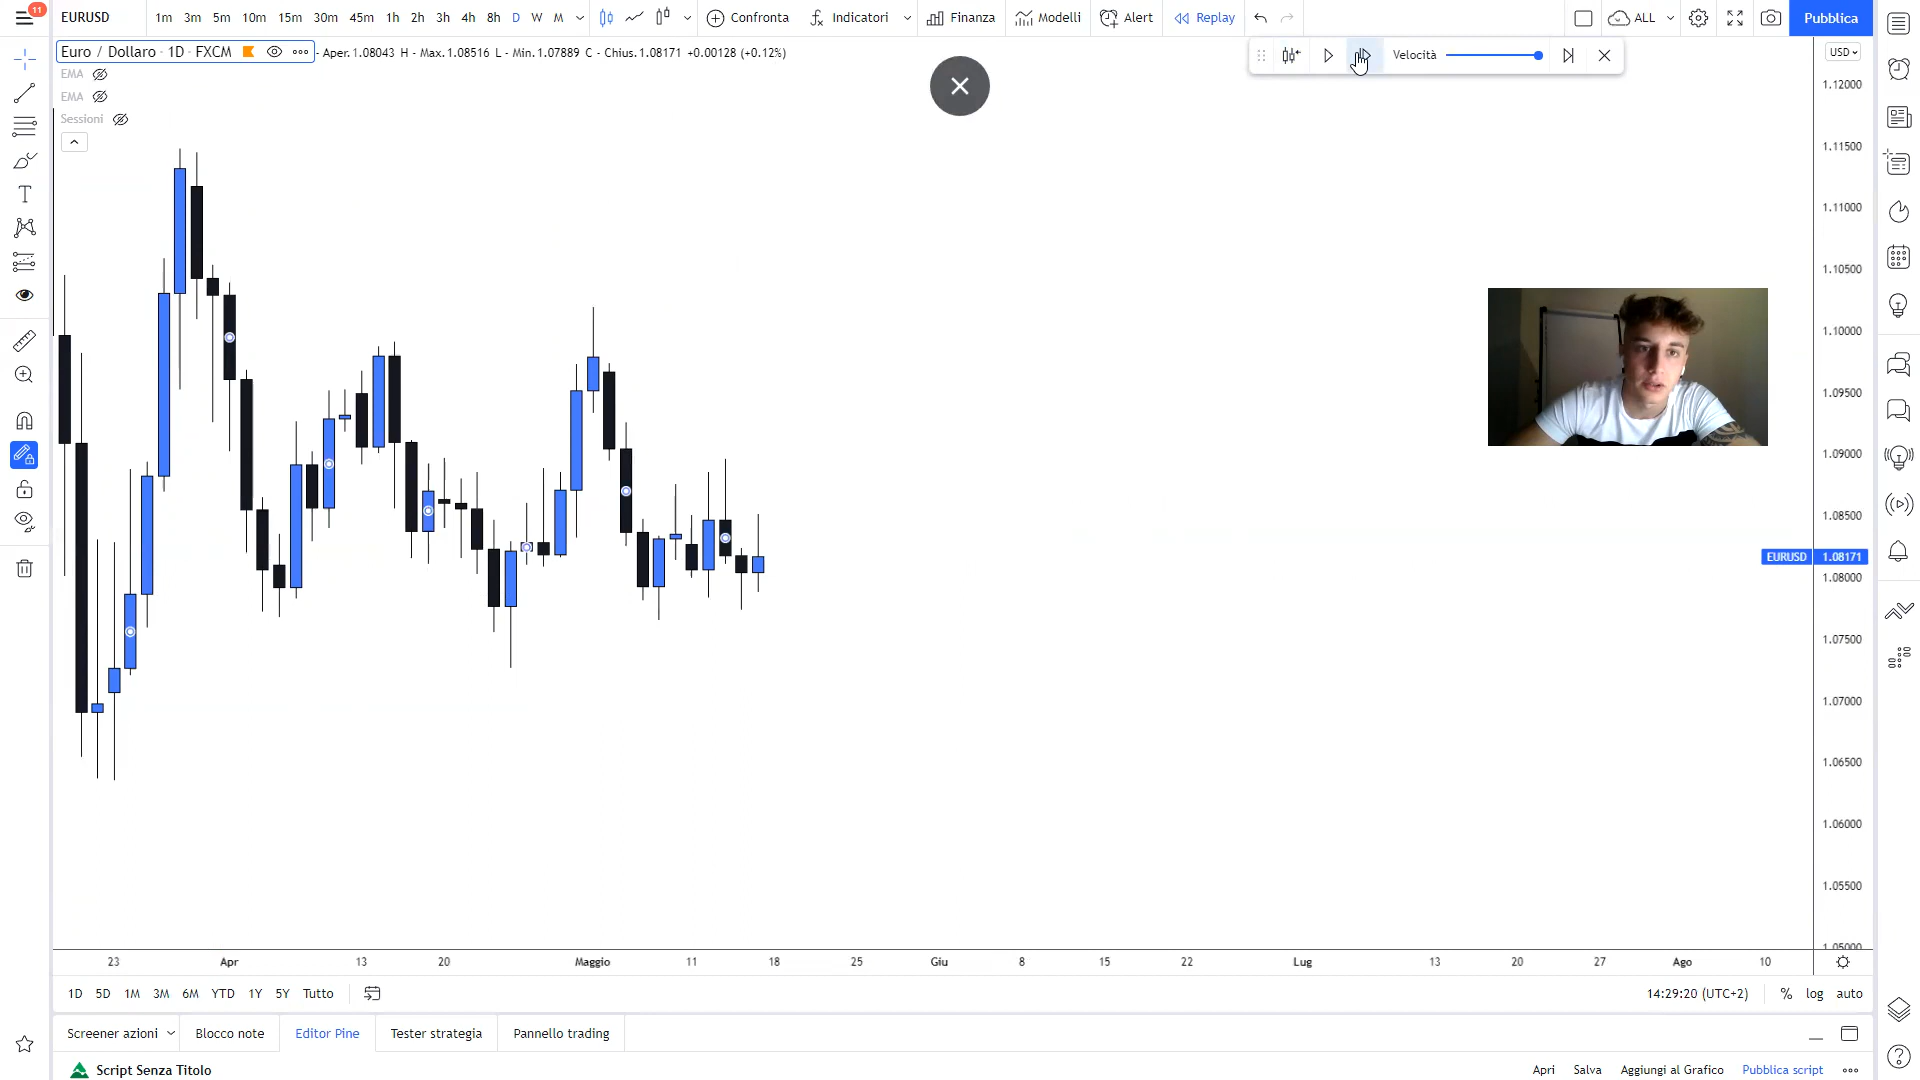 11
EURUSD 1m 3m 5m 10m 15m 30m 45m 1h 2h 3h 4h 8h D W M Confronta Indicatori Finanza Modelli Alert Replay ALL Pubblica
Euro / Dollaro · 1D · FXCM - Aper.1.08043 H - Max.1.08516 L - Min.1.07889 C - Chius.1.08171 +0.00128 (+0.12%)
Velocità
USD
EMA
EMA
Sessioni
1.12000
1.11500
1.11000
1.10500
1.10000
1.09500
1.09000
1.08500
EURUSD 1.08171
1.08000
1.07500
1.07000
1.06500
1.06000
1.05500
1.05000
23 Apr 13 20 Maggio 11 18 25 Giu 8 15 22 Lug 13 20 27 Ago 10
1D 5D 1M 3M 6M YTD 1Y 5Y Tutto 14:29:20 (UTC+2) % log auto
Screener azioni Blocco note Editor Pine Tester strategia Pannello trading
Script Senza Titolo Apri Salva Aggiungi al Grafico Pubblica script